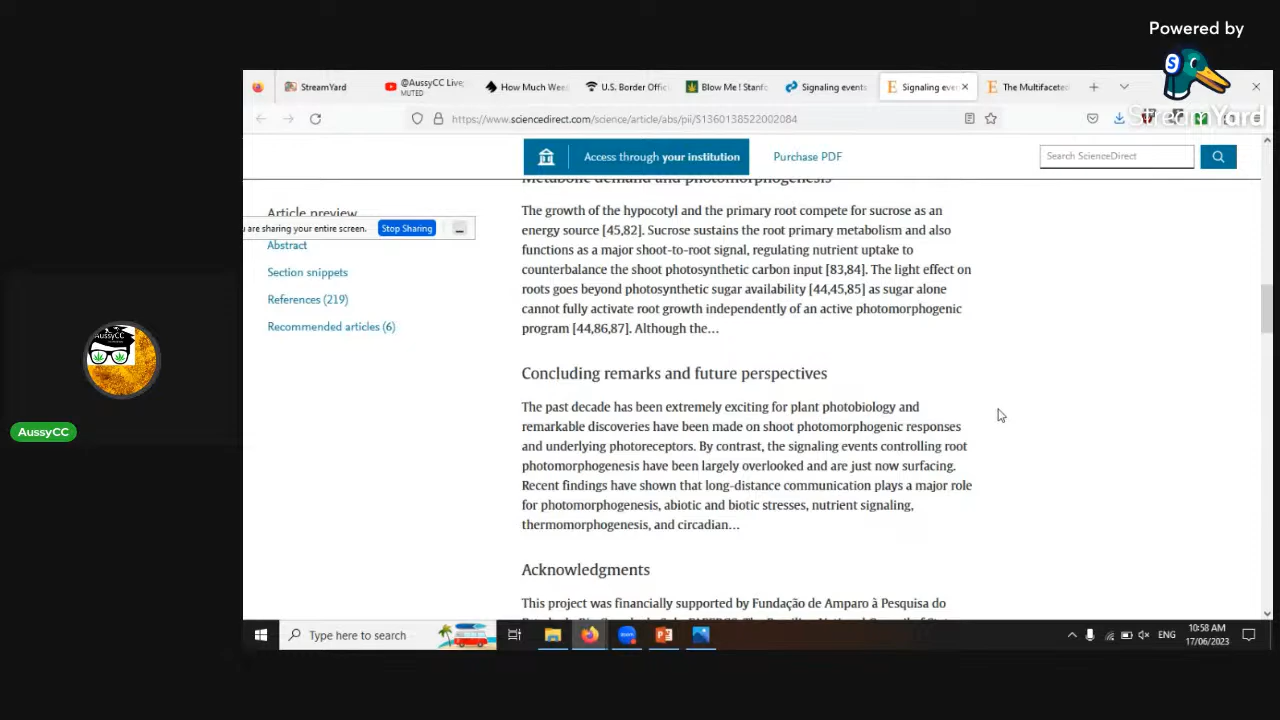 Powered by
StreamYard
StreamYard
@AussyCC Live,
MUTED
How Much Wee
U.S. Border Offic
Blow Me ! Stanfo
Signaling events
Signaling eve
The Multifaceted
https://www.sciencedirect.com/science/article/abs/pii/S1360138522002084
Access through your institution
Purchase PDF
Search ScienceDirect
Metabolic demand and photomorphogenesis
Article preview
are sharing your entire screen.
Stop Sharing
Abstract
Section snippets
References (219)
Recommended articles (6)
The growth of the hypocotyl and the primary root compete for sucrose as an
energy source [45,82]. Sucrose sustains the root primary metabolism and also
functions as a major shoot-to-root signal, regulating nutrient uptake to
counterbalance the shoot photosynthetic carbon input [83,84]. The light effect on
roots goes beyond photosynthetic sugar availability [44,45,85] as sugar alone
cannot fully activate root growth independently of an active photomorphogenic
program [44,86,87]. Although the…
Concluding remarks and future perspectives
The past decade has been extremely exciting for plant photobiology and
remarkable discoveries have been made on shoot photomorphogenic responses
and underlying photoreceptors. By contrast, the signaling events controlling root
photomorphogenesis have been largely overlooked and are just now surfacing.
Recent findings have shown that long-distance communication plays a major role
for photomorphogenesis, abiotic and biotic stresses, nutrient signaling,
thermomorphogenesis, and circadian…
Acknowledgments
This project was financially supported by Fundação de Amparo à Pesquisa do
AussyCC
AussyCC
Type here to search
ENG
10:58 AM
17/06/2023